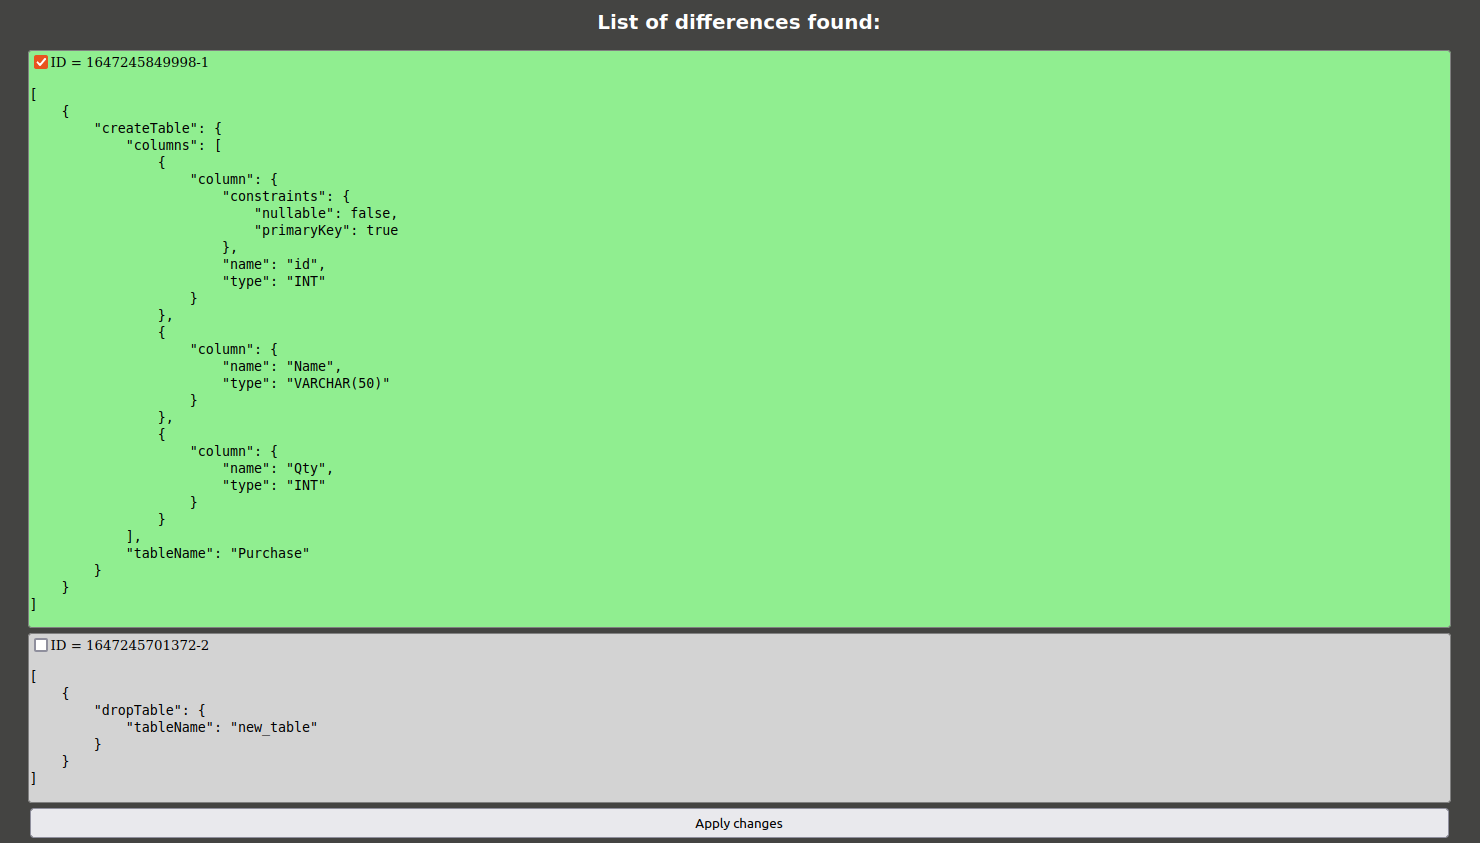 List of differences found:
ID = 1647245849998-1
[
    {
        "createTable": {
            "columns": [
                {
                    "column": {
                        "constraints": {
                            "nullable": false,
                            "primaryKey": true
                        },
                        "name": "id",
                        "type": "INT"
                    }
                },
                {
                    "column": {
                        "name": "Name",
                        "type": "VARCHAR(50)"
                    }
                },
                {
                    "column": {
                        "name": "Qty",
                        "type": "INT"
                    }
                }
            ],
            "tableName": "Purchase"
        }
    }
]
ID = 1647245701372-2
[
    {
        "dropTable": {
            "tableName": "new_table"
        }
    }
]
Apply changes